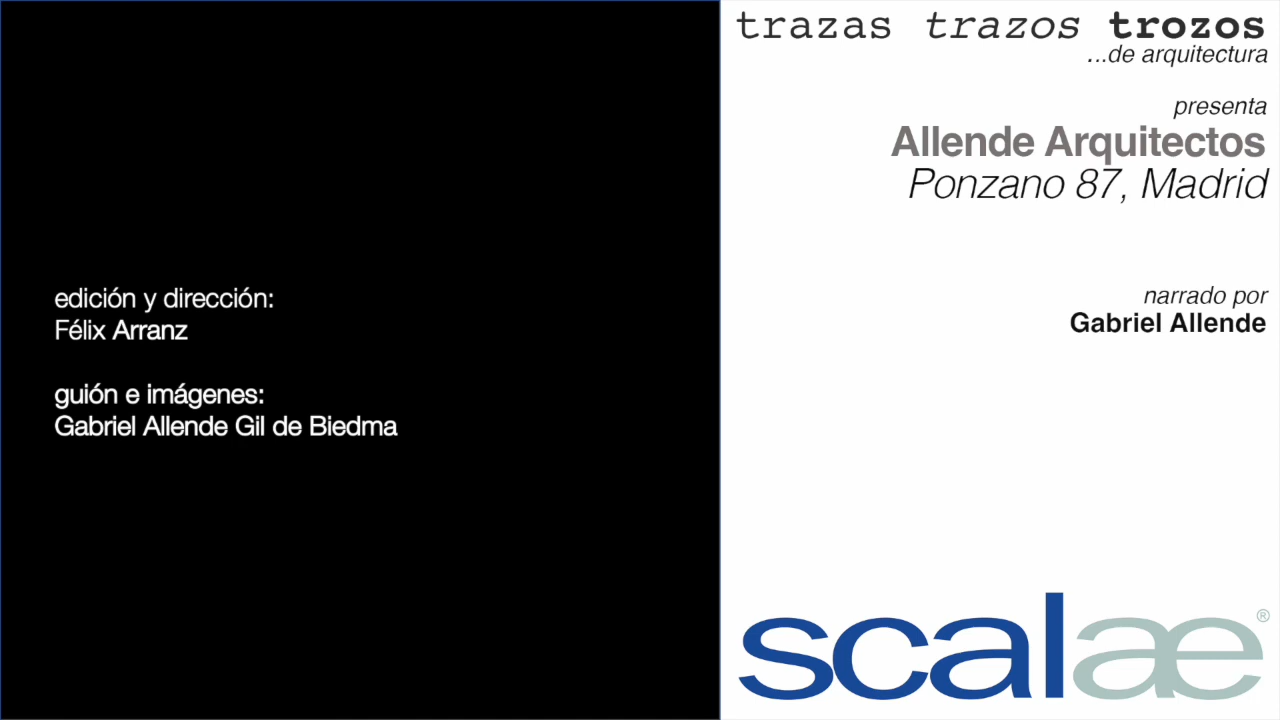 edición y dirección:
Félix Arranz
guión e imágenes:
Gabriel Allende Gil de Biedma
trazas trazos trozos
...de arquitectura
presenta
Allende Arquitectos
Ponzano 87, Madrid
narrado por
Gabriel Allende
scalae®